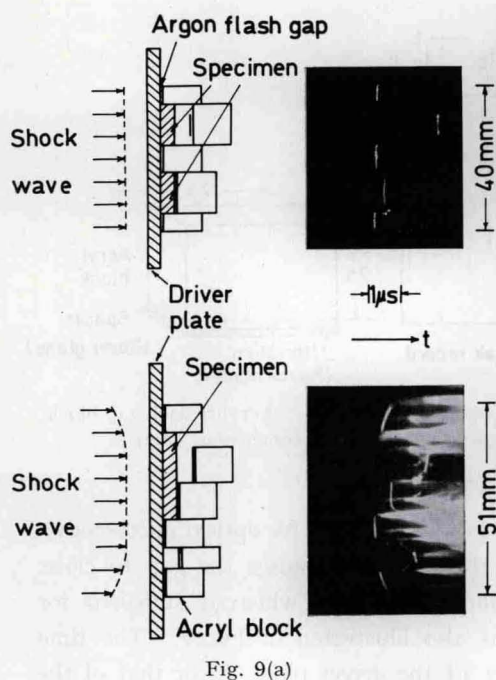 Argon flash gap
Specimen
Shock
wave
40mm
Driver
plate
1μs
t
Specimen
Shock
wave
51mm
Acryl block
Fig. 9(a)